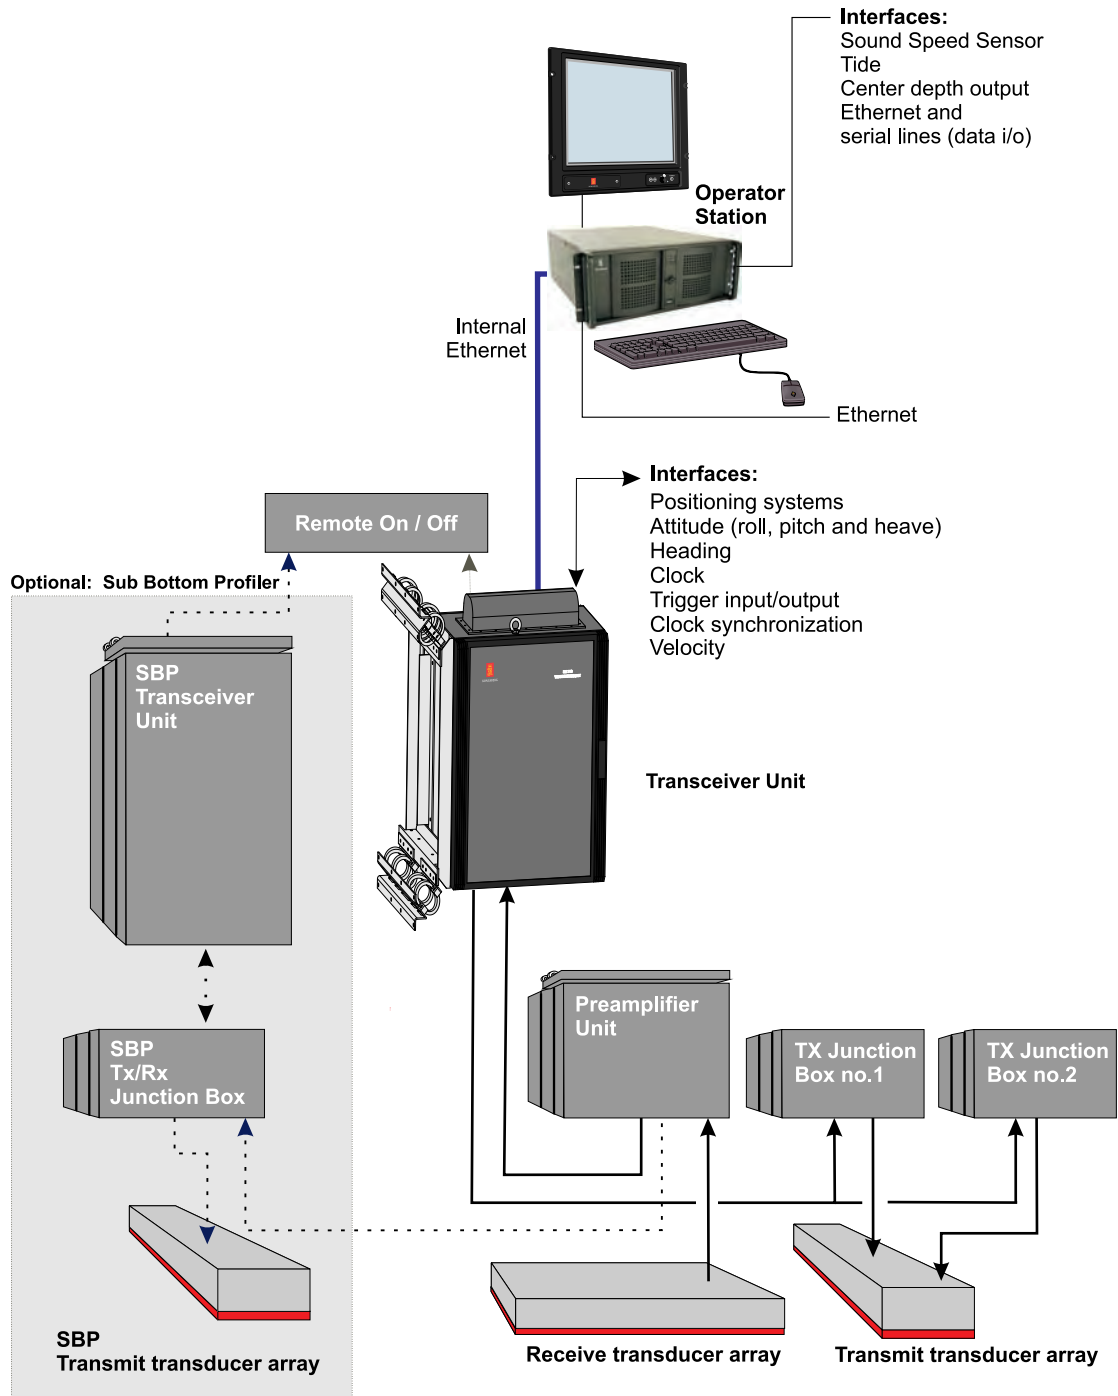 Interfaces:
Sound Speed Sensor
Tide
Center depth output
Ethernet and
serial lines (data i/o)
Operator
Station
Internal
Ethernet
Ethernet
Interfaces:
Positioning systems
Attitude (roll, pitch and heave)
Heading
Clock
Trigger input/output
Clock synchronization
Velocity
Remote On / Off
Optional: Sub Bottom Profiler
SBP
Transceiver
Unit
Transceiver Unit
Preamplifier
Unit
SBP
Tx/Rx
Junction Box
TX Junction
Box no.1
TX Junction
Box no.2
SBP
Transmit transducer array
Receive transducer array
Transmit transducer array